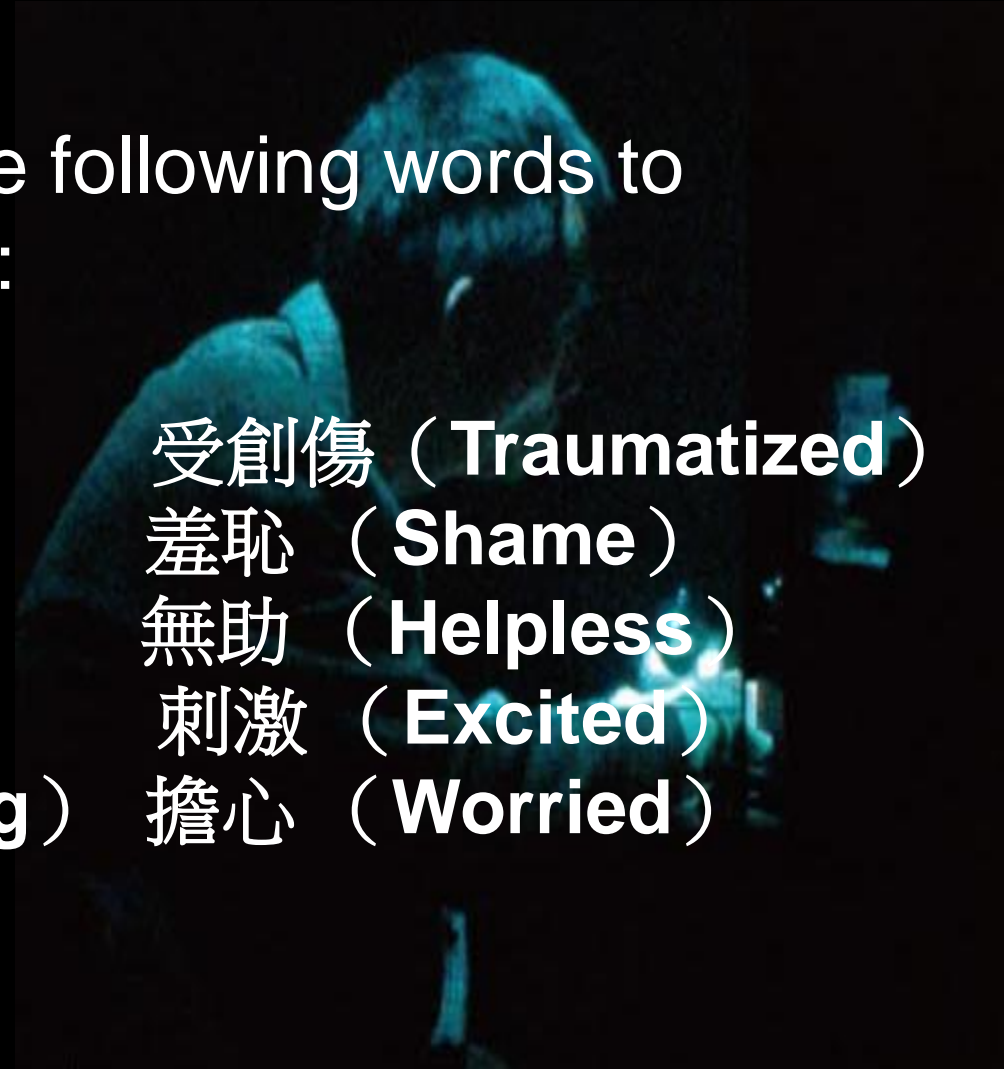 e following words to
:
受創傷（Traumatized）
羞恥 （Shame）
無助 （Helpless）
刺激 （Excited）
g） 擔心 （Worried）